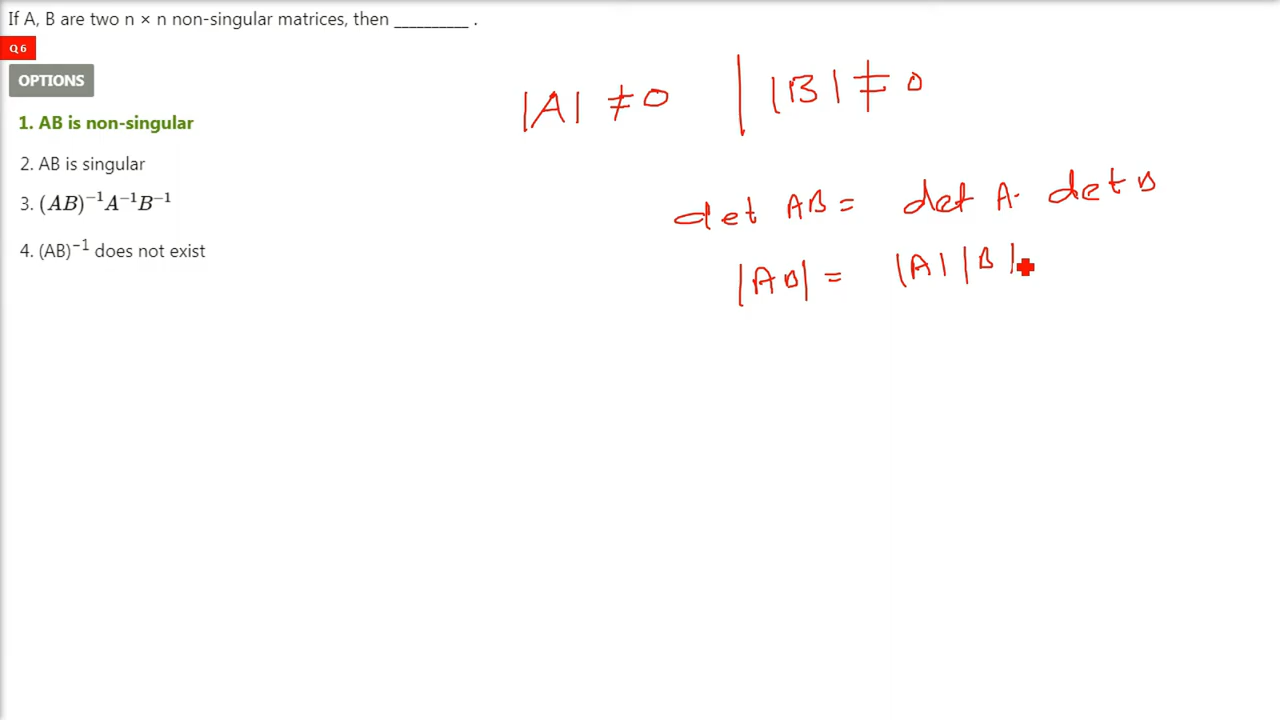 If A, B are two n × n non-singular matrices, then __________ .
Q 6
OPTIONS
1. AB is non-singular
2. AB is singular
3. (AB)⁻¹A⁻¹B⁻¹
4. (AB)⁻¹ does not exist
|A| ≠ 0 | |B| ≠ 0
det AB = det A. det B
|AB| = |A| |B|